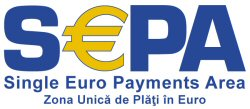 S€PA
Single Euro Payments Area
Zona Unică de Plăţi în Euro